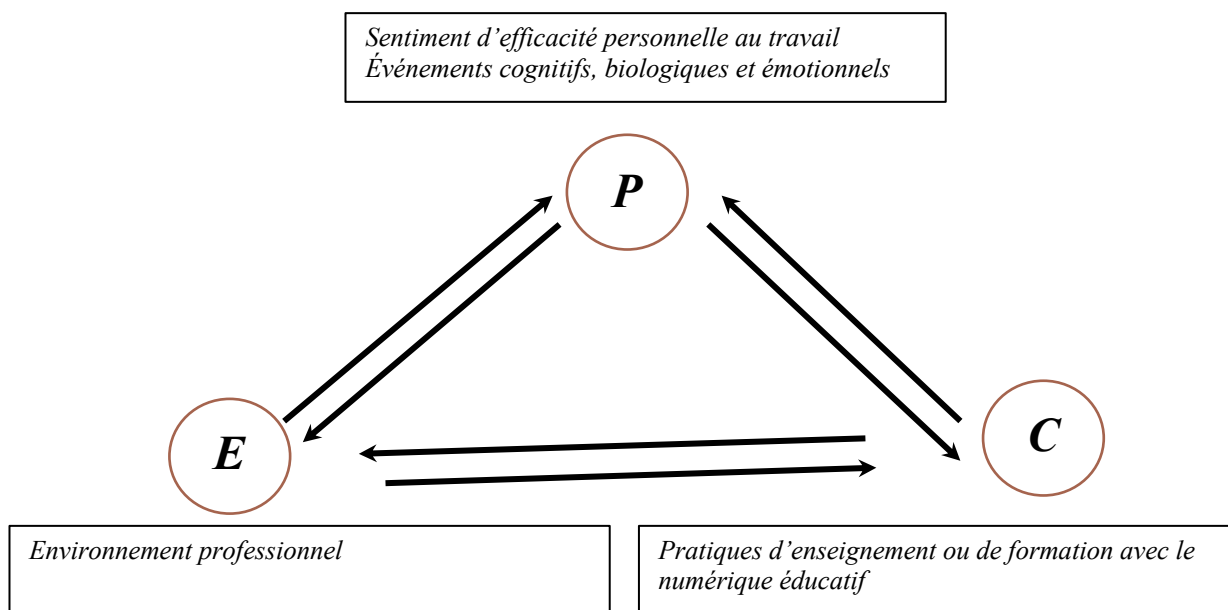 Sentiment d’efficacité personnelle au travail
Événements cognitifs, biologiques et émotionnels
P
E
C
Environnement professionnel
Pratiques d’enseignement ou de formation avec le
numérique éducatif